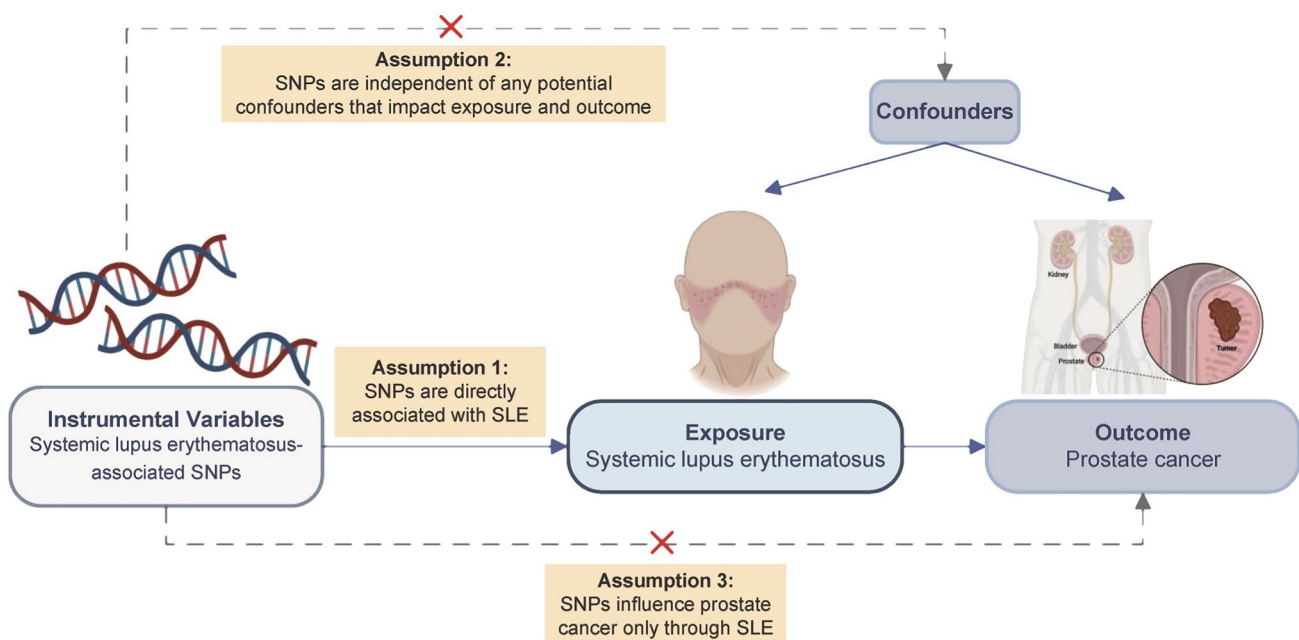 Assumption 2:
SNPs are independent of any potential
confounders that impact exposure and outcome
Confounders
Kidney
Bladder
Prostate
Tumor
Assumption 1:
SNPs are directly
associated with SLE
Instrumental Variables
Systemic lupus erythematosus-
associated SNPs
Exposure
Systemic lupus erythematosus
Outcome
Prostate cancer
Assumption 3:
SNPs influence prostate
cancer only through SLE